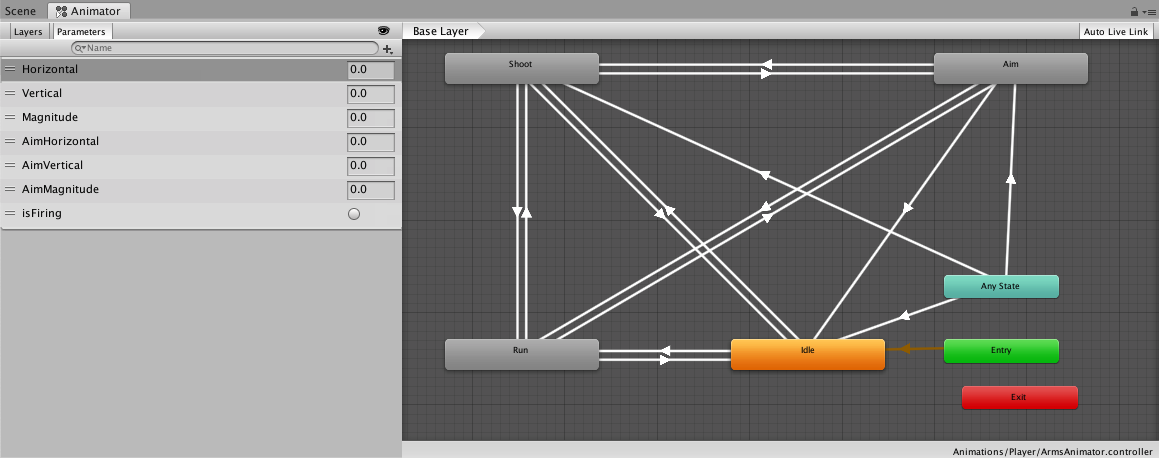 Scene Animator
Layers Parameters
Name
Horizontal 0.0
Vertical 0.0
Magnitude 0.0
AimHorizontal 0.0
AimVertical 0.0
AimMagnitude 0.0
isFiring
Base Layer Auto Live Link
Shoot Aim
Any State
Run Idle Entry
Exit
Animations/Player/ArmsAnimator.controller